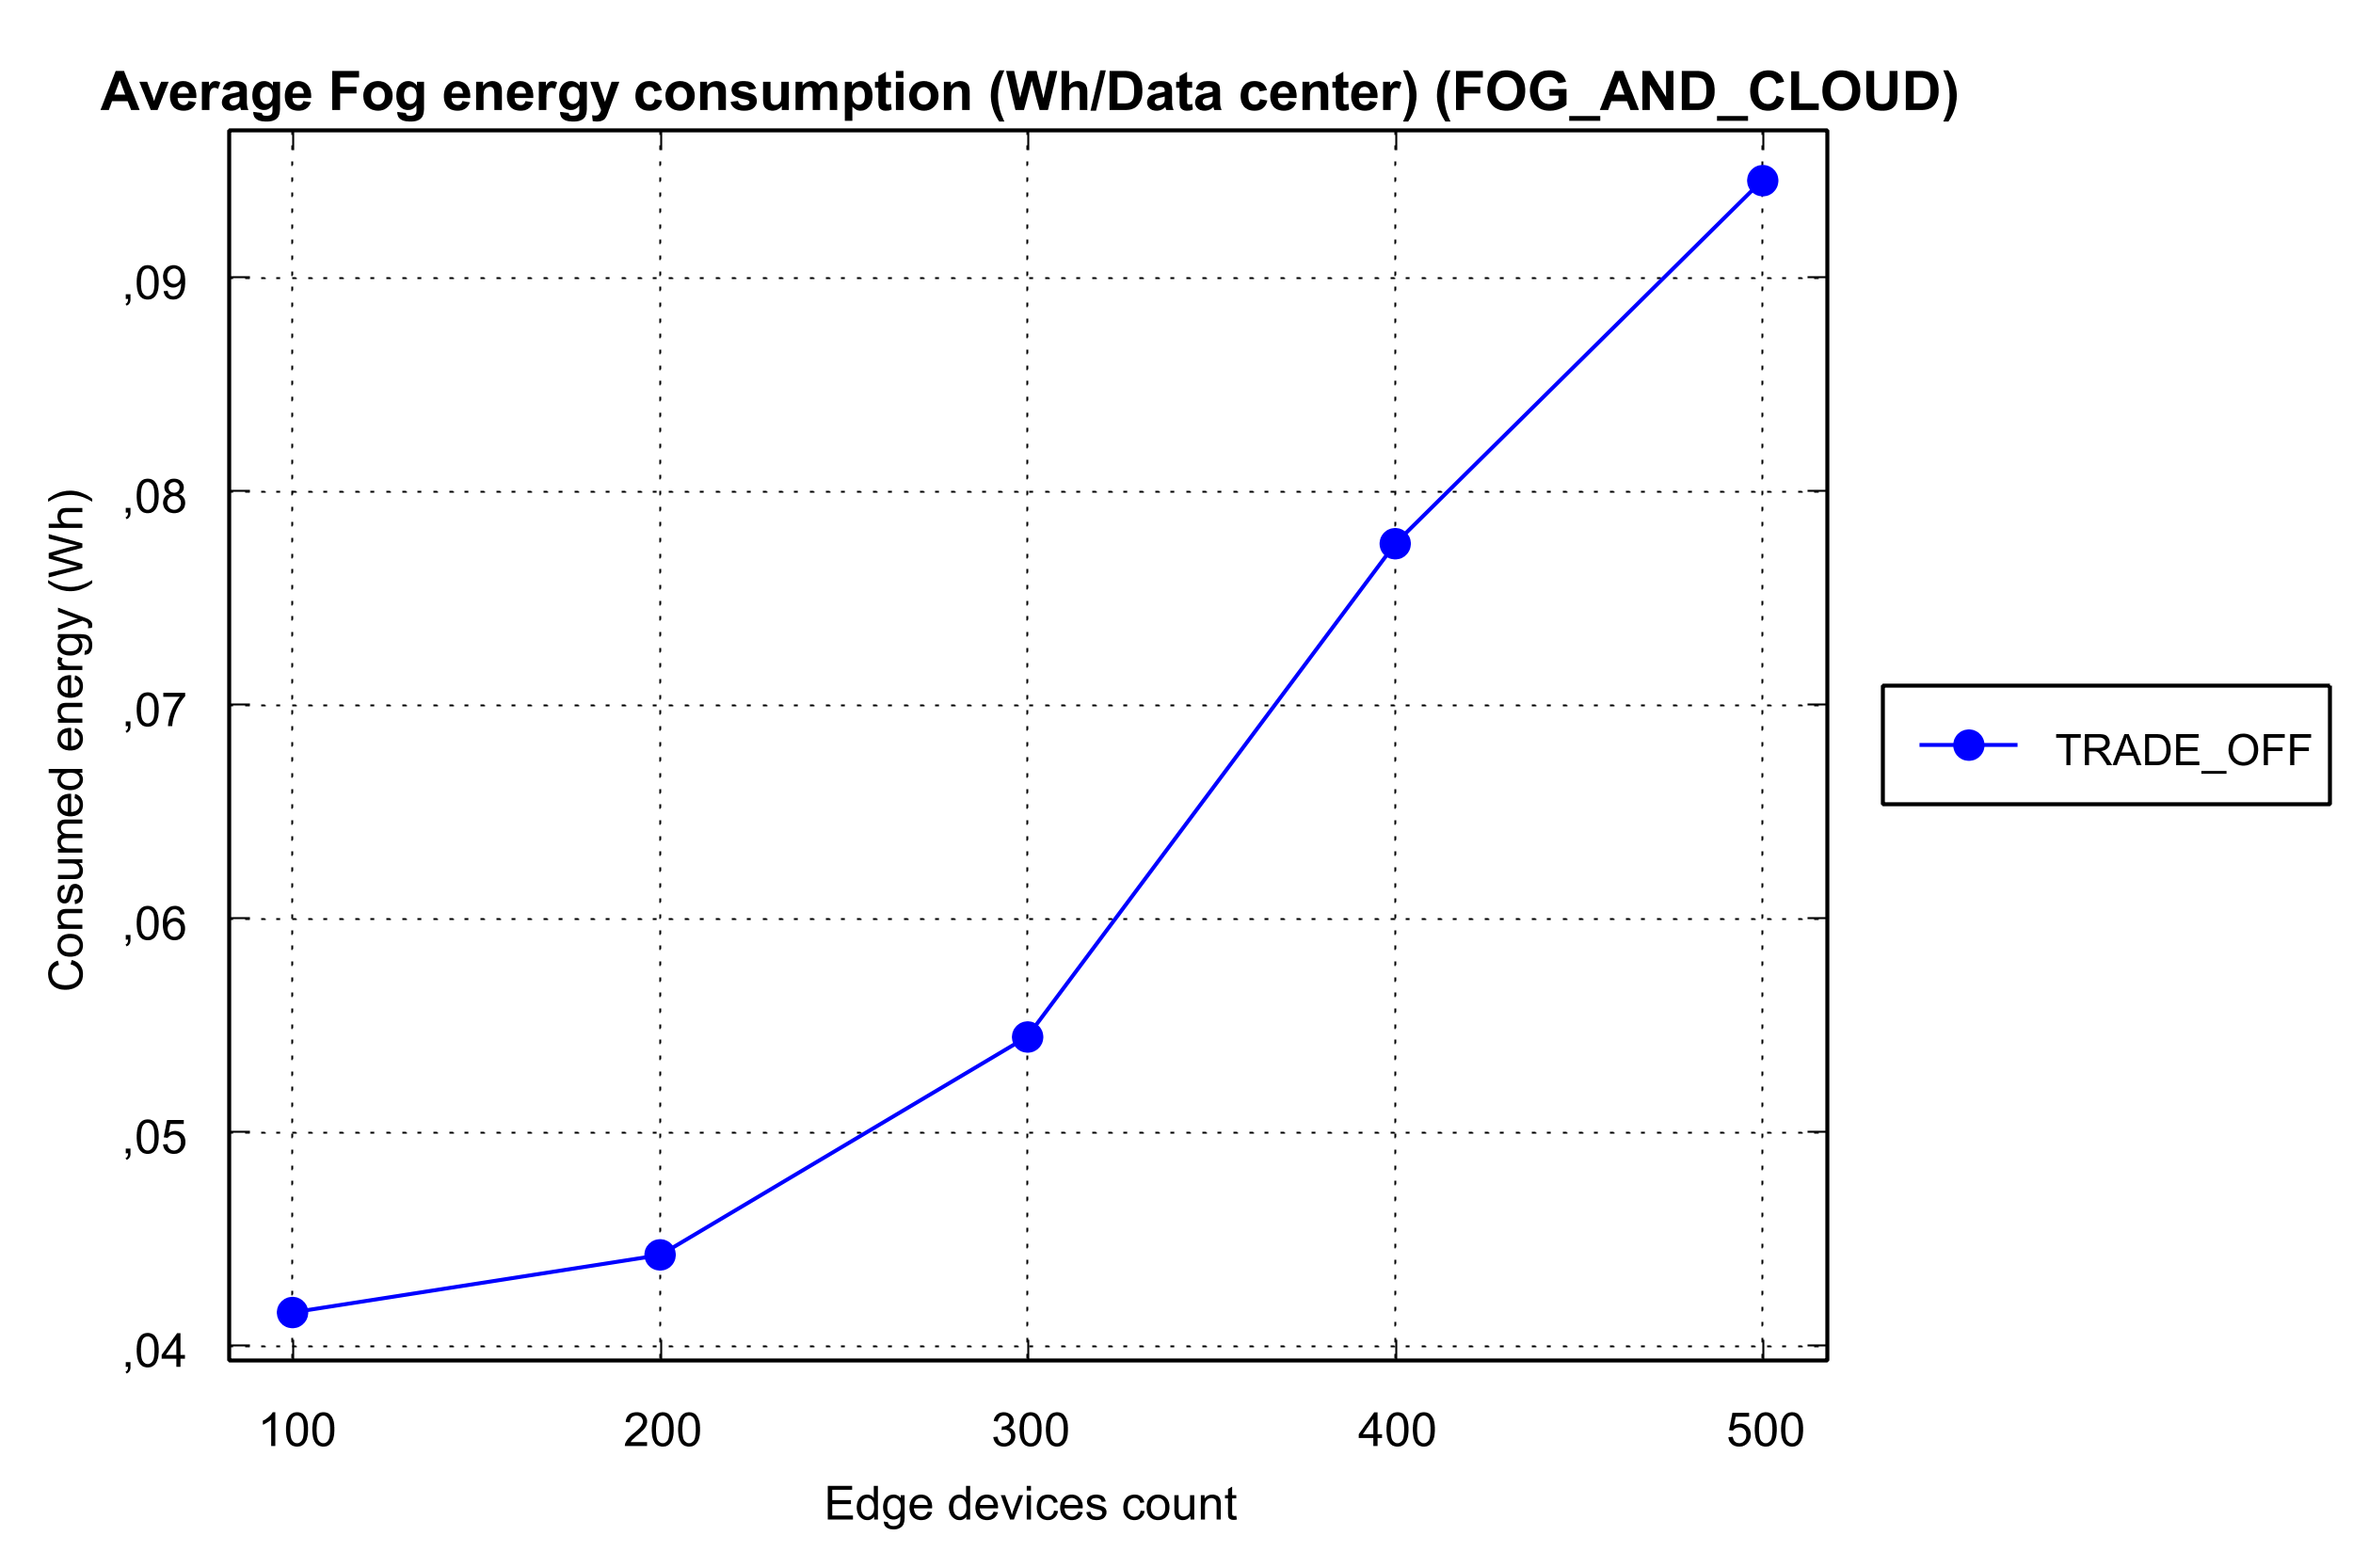 Average Fog energy consumption (Wh/Data center) (FOG_AND_CLOUD)
Consumed energy (Wh)
,09
,08
,07
,06
,05
,04
100 200 300 400 500
Edge devices count
TRADE_OFF